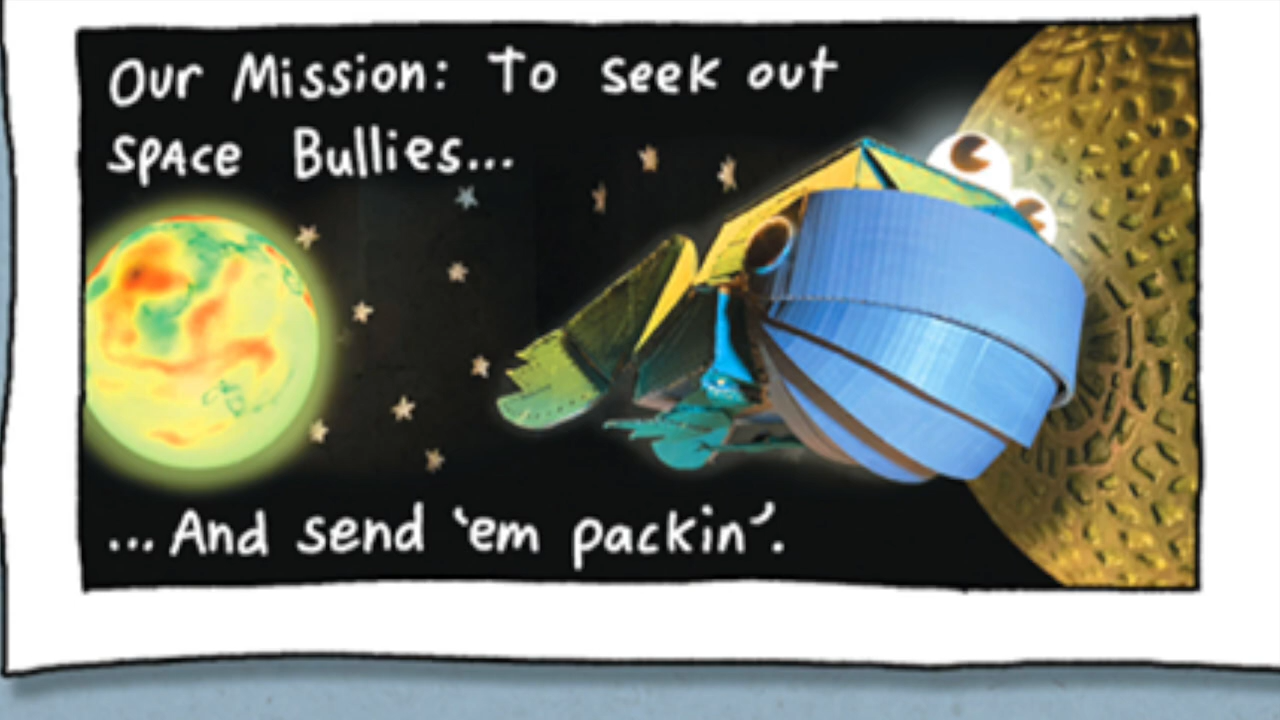 Our Mission: To seek out
space Bullies...
...And send ‘em packin’.